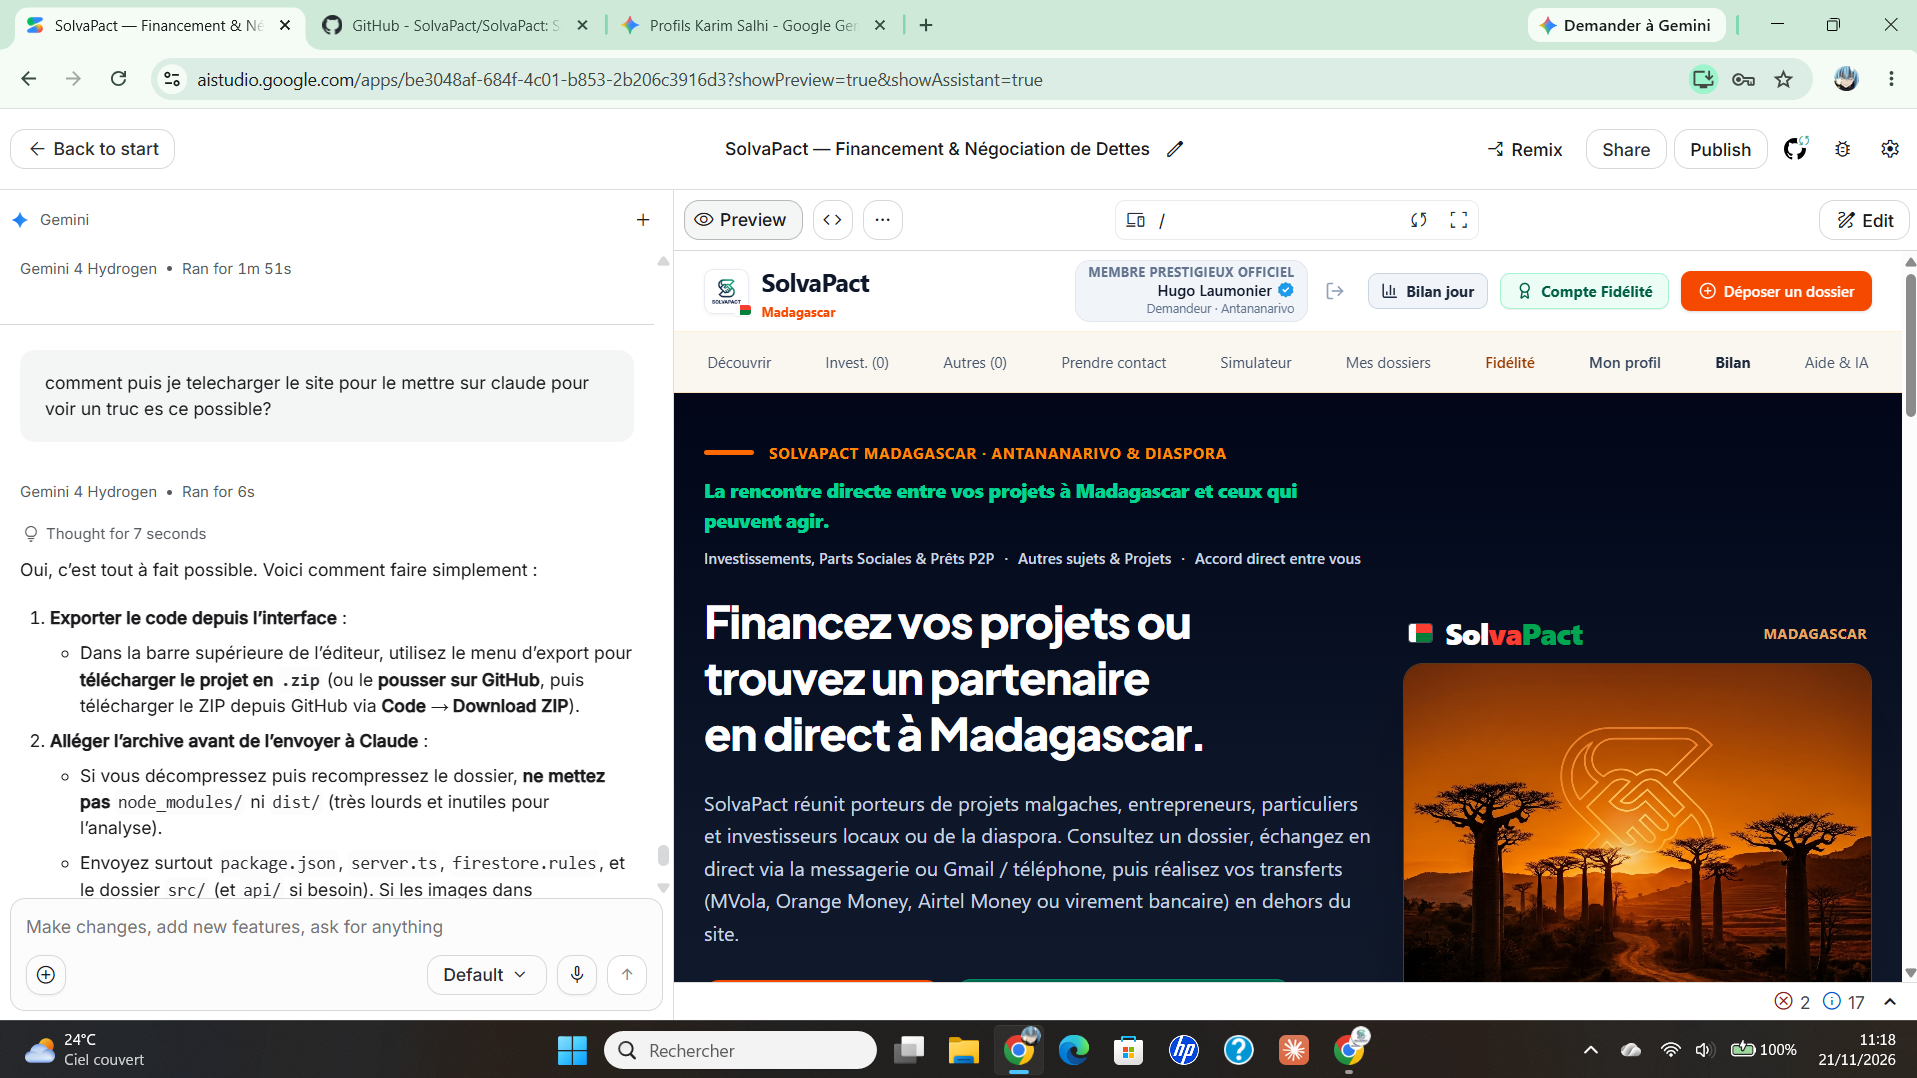 SolvaPact — Financement & Né
GitHub - SolvaPact/SolvaPact: S
Profils Karim Salhi - Google Ge
Demander à Gemini
aistudio.google.com/apps/be3048af-684f-4c01-b853-2b206c3916d3?showPreview=true&showAssistant=true
Back to start
SolvaPact — Financement & Négociation de Dettes
Remix
Share
Publish
Gemini
Gemini 4 Hydrogen • Ran for 1m 51s
comment puis je telecharger le site pour le mettre sur claude pour
voir un truc es ce possible?
Gemini 4 Hydrogen • Ran for 6s
Thought for 7 seconds
Oui, c’est tout à fait possible. Voici comment faire simplement :
1. Exporter le code depuis l’interface :
Dans la barre supérieure de l’éditeur, utilisez le menu d’export pour
télécharger le projet en .zip (ou le pousser sur GitHub, puis
télécharger le ZIP depuis GitHub via Code → Download ZIP).
2. Alléger l’archive avant de l’envoyer à Claude :
Si vous décompressez puis recompressez le dossier, ne mettez
pas node_modules/ ni dist/ (très lourds et inutiles pour
l’analyse).
Envoyez surtout package.json, server.ts, firestore.rules, et
le dossier src/ (et api/ si besoin). Si les images dans
Make changes, add new features, ask for anything
Default
Preview
/
Edit
SOLVAPACT
SolvaPact
Madagascar
MEMBRE PRESTIGIEUX OFFICIEL
Hugo Laumonier
Demandeur · Antananarivo
Bilan jour
Compte Fidélité
Déposer un dossier
Découvrir
Invest. (0)
Autres (0)
Prendre contact
Simulateur
Mes dossiers
Fidélité
Mon profil
Bilan
Aide & IA
SOLVAPACT MADAGASCAR · ANTANANARIVO & DIASPORA
La rencontre directe entre vos projets à Madagascar et ceux qui
peuvent agir.
Investissements, Parts Sociales & Prêts P2P · Autres sujets & Projets · Accord direct entre vous
Financez vos projets ou
trouvez un partenaire
en direct à Madagascar.
SolvaPact réunit porteurs de projets malgaches, entrepreneurs, particuliers
et investisseurs locaux ou de la diaspora. Consultez un dossier, échangez en
direct via la messagerie ou Gmail / téléphone, puis réalisez vos transferts
(MVola, Orange Money, Airtel Money ou virement bancaire) en dehors du
site.
SolvaPact
MADAGASCAR
2
17
24°C
Ciel couvert
Rechercher
hp
100%
11:18
21/11/2026